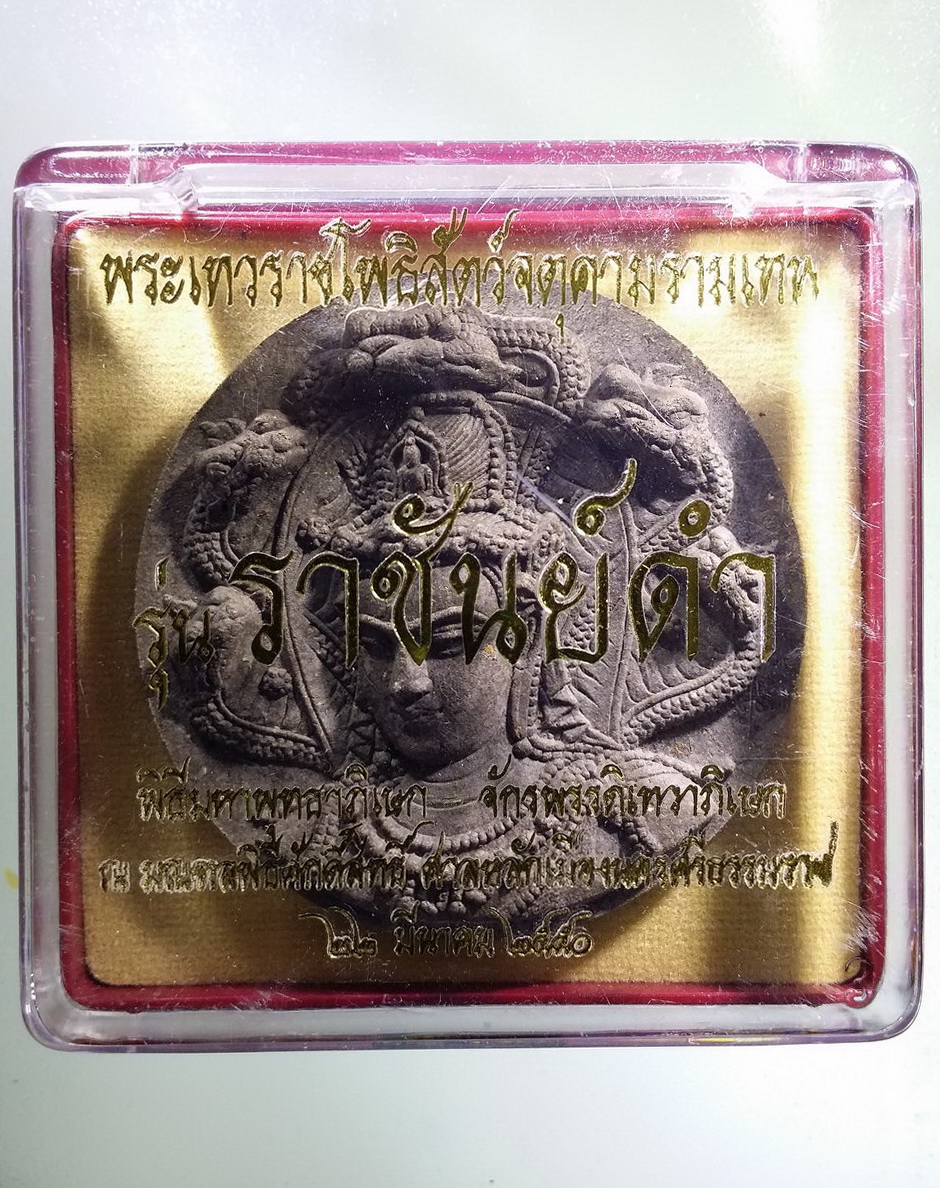 พระเทวราชโพธิสัตว์จตุคามรามเทพ
รุ่น ราชันย์ดำ
พิธีมหาพุทธาภิเษก จักรพรรดิเทวาภิเษก
ณ มณฑลพิธีศักดิ์สิทธิ์ ศาลหลักเมืองนครศรีธรรมราช
๒๒ มีนาคม ๒๕๕๐